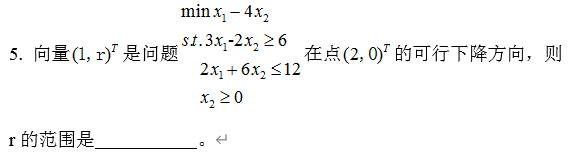 min x₁ − 4x₂
5. 向量(1, r)ᵀ是问题 s.t. 3x₁-2x₂ ≥ 6 在点(2, 0)ᵀ的可行下降方向，则
2x₁ + 6x₂ ≤12
x₂ ≥ 0
r 的范围是__________。↵